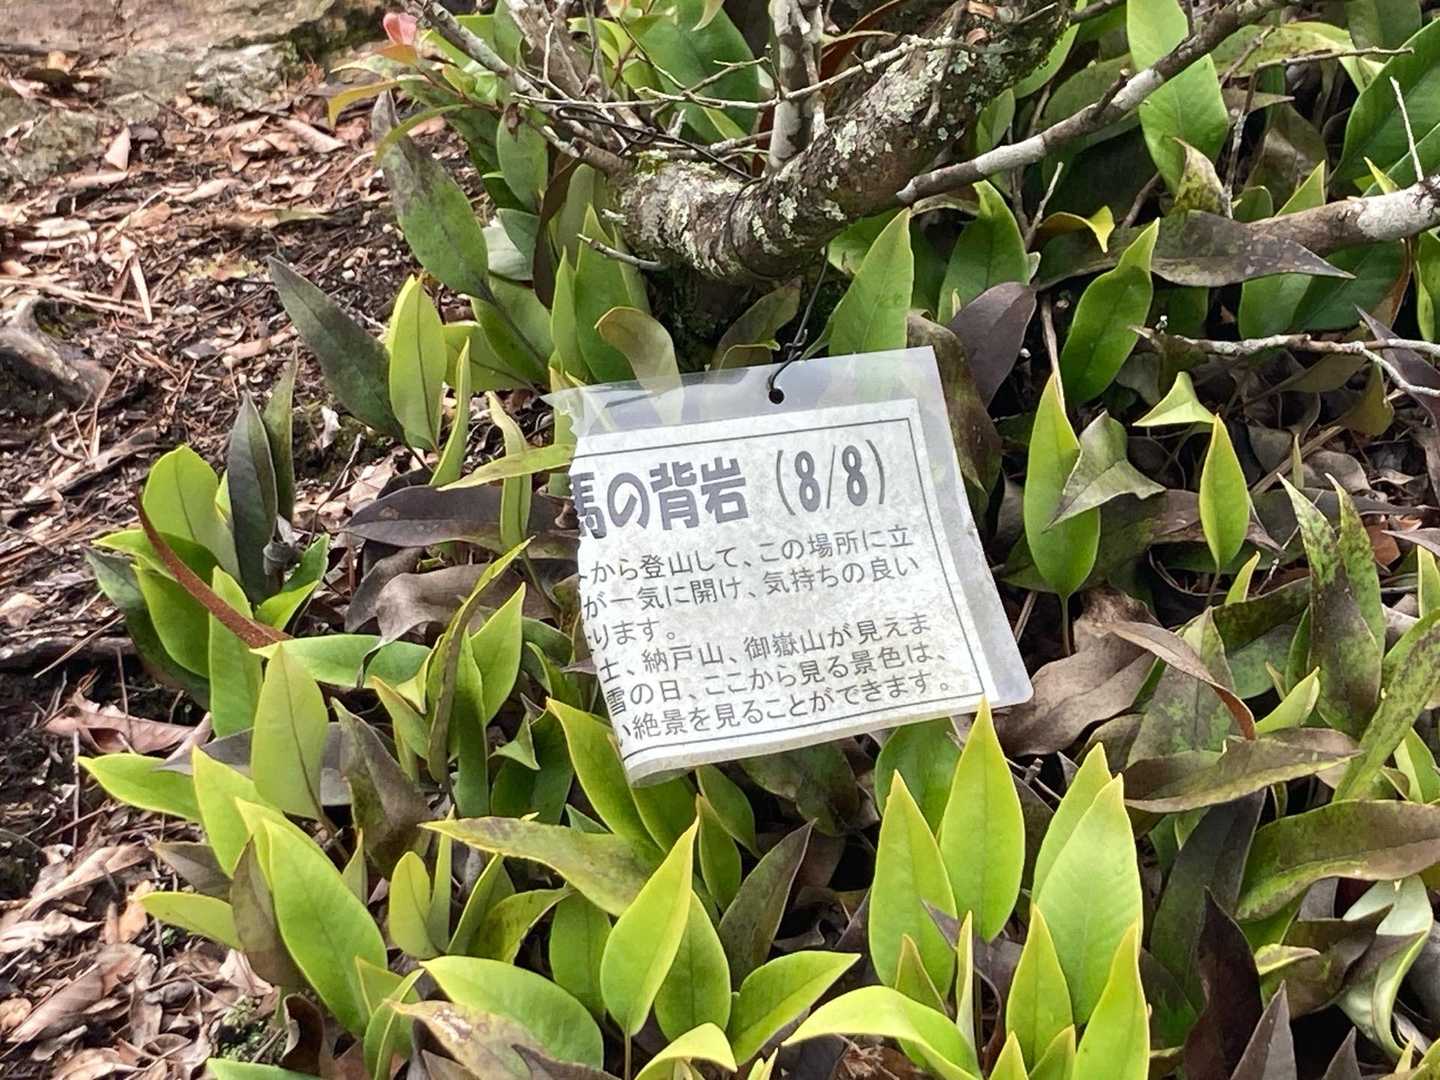 馬の背岩（8/8）
から登山して、この場所に立
が一気に開け、気持ちの良い
ります。
士、納戸山、御嶽山が見えま
雪の日、ここから見る景色は、
い絶景を見ることができます。